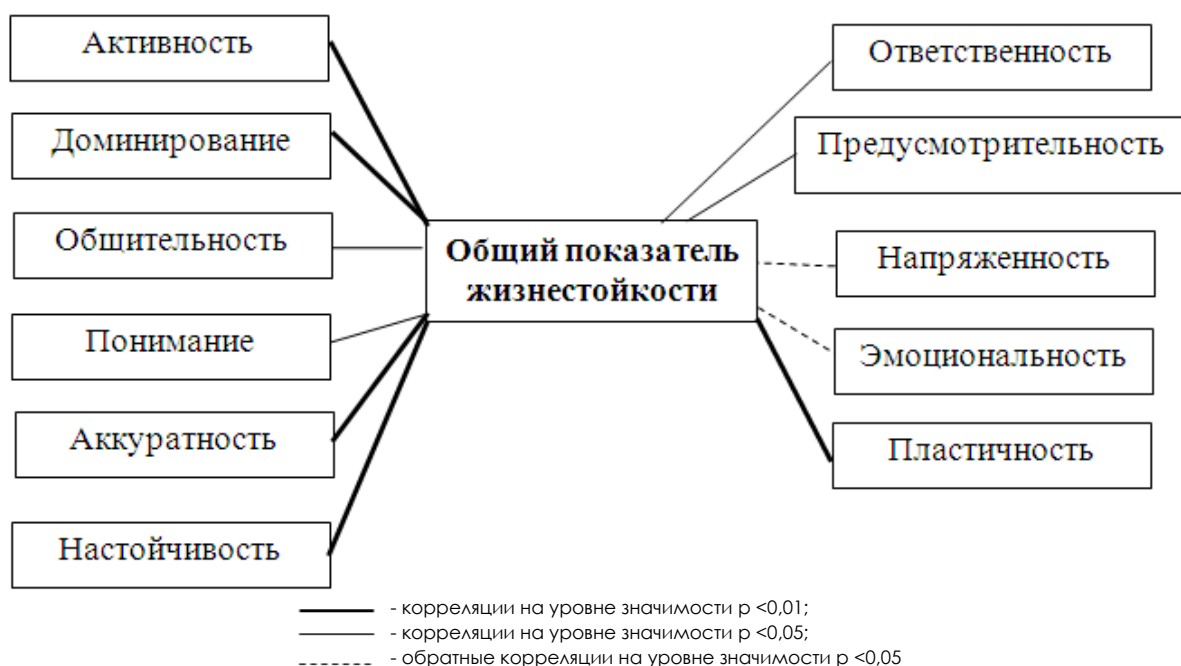 Активность
Доминирование
Общительность
Понимание
Аккуратность
Настойчивость
Общий показатель
жизнестойкости
Ответственность
Предусмотрительность
Напряженность
Эмоциональность
Пластичность
- корреляции на уровне значимости p <0,01;
- корреляции на уровне значимости p <0,05;
- обратные корреляции на уровне значимости p <0,05